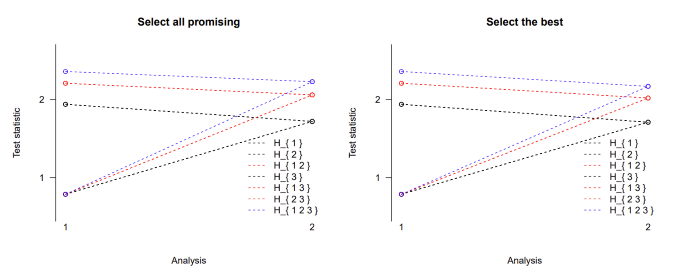 Select all promising
Test statistic
2
1
H_{ 1 }
H_{ 2 }
H_{ 1 2 }
H_{ 3 }
H_{ 1 3 }
H_{ 2 3 }
H_{ 1 2 3 }
1
2
Analysis
Select the best
Test statistic
2
1
H_{ 1 }
H_{ 2 }
H_{ 1 2 }
H_{ 3 }
H_{ 1 3 }
H_{ 2 3 }
H_{ 1 2 3 }
1
2
Analysis